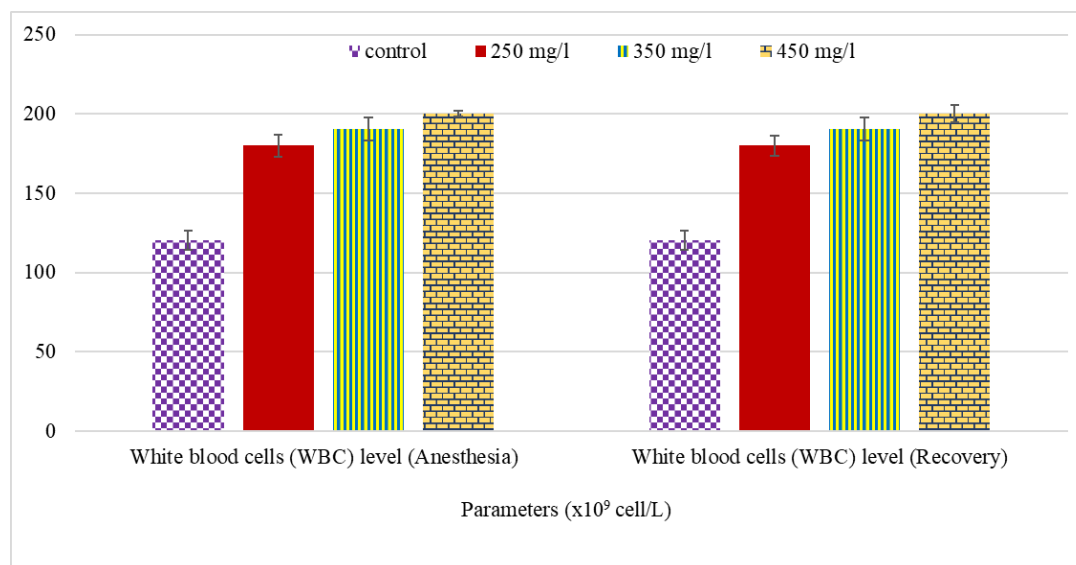 250
control 250 mg/l 350 mg/l 450 mg/l
200
150
100
50
0
White blood cells (WBC) level (Anesthesia) White blood cells (WBC) level (Recovery)
Parameters (x10⁹ cell/L)